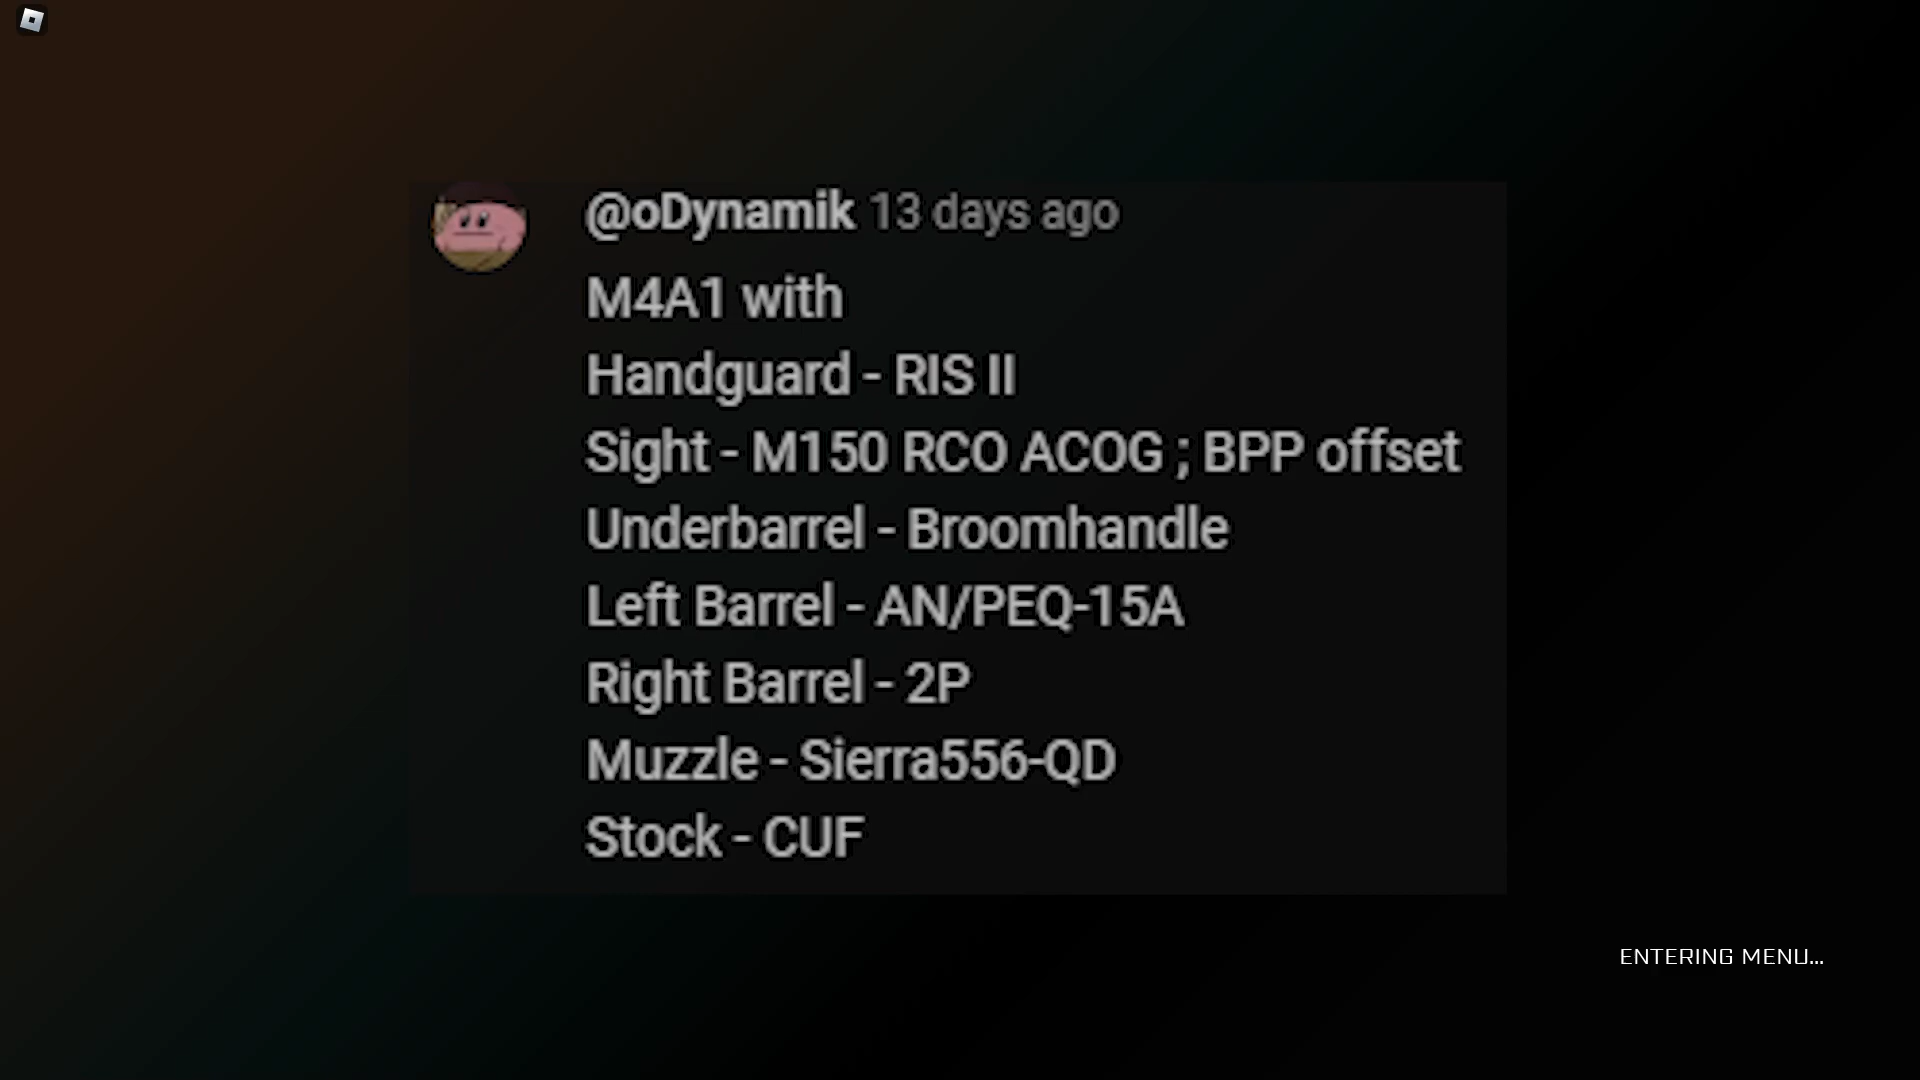 @oDynamik 13 days ago
M4A1 with
Handguard - RIS II
Sight - M150 RCO ACOG ; BPP offset
Underbarrel - Broomhandle
Left Barrel - AN/PEQ-15A
Right Barrel - 2P
Muzzle - Sierra556-QD
Stock - CUF
ENTERING MENU...